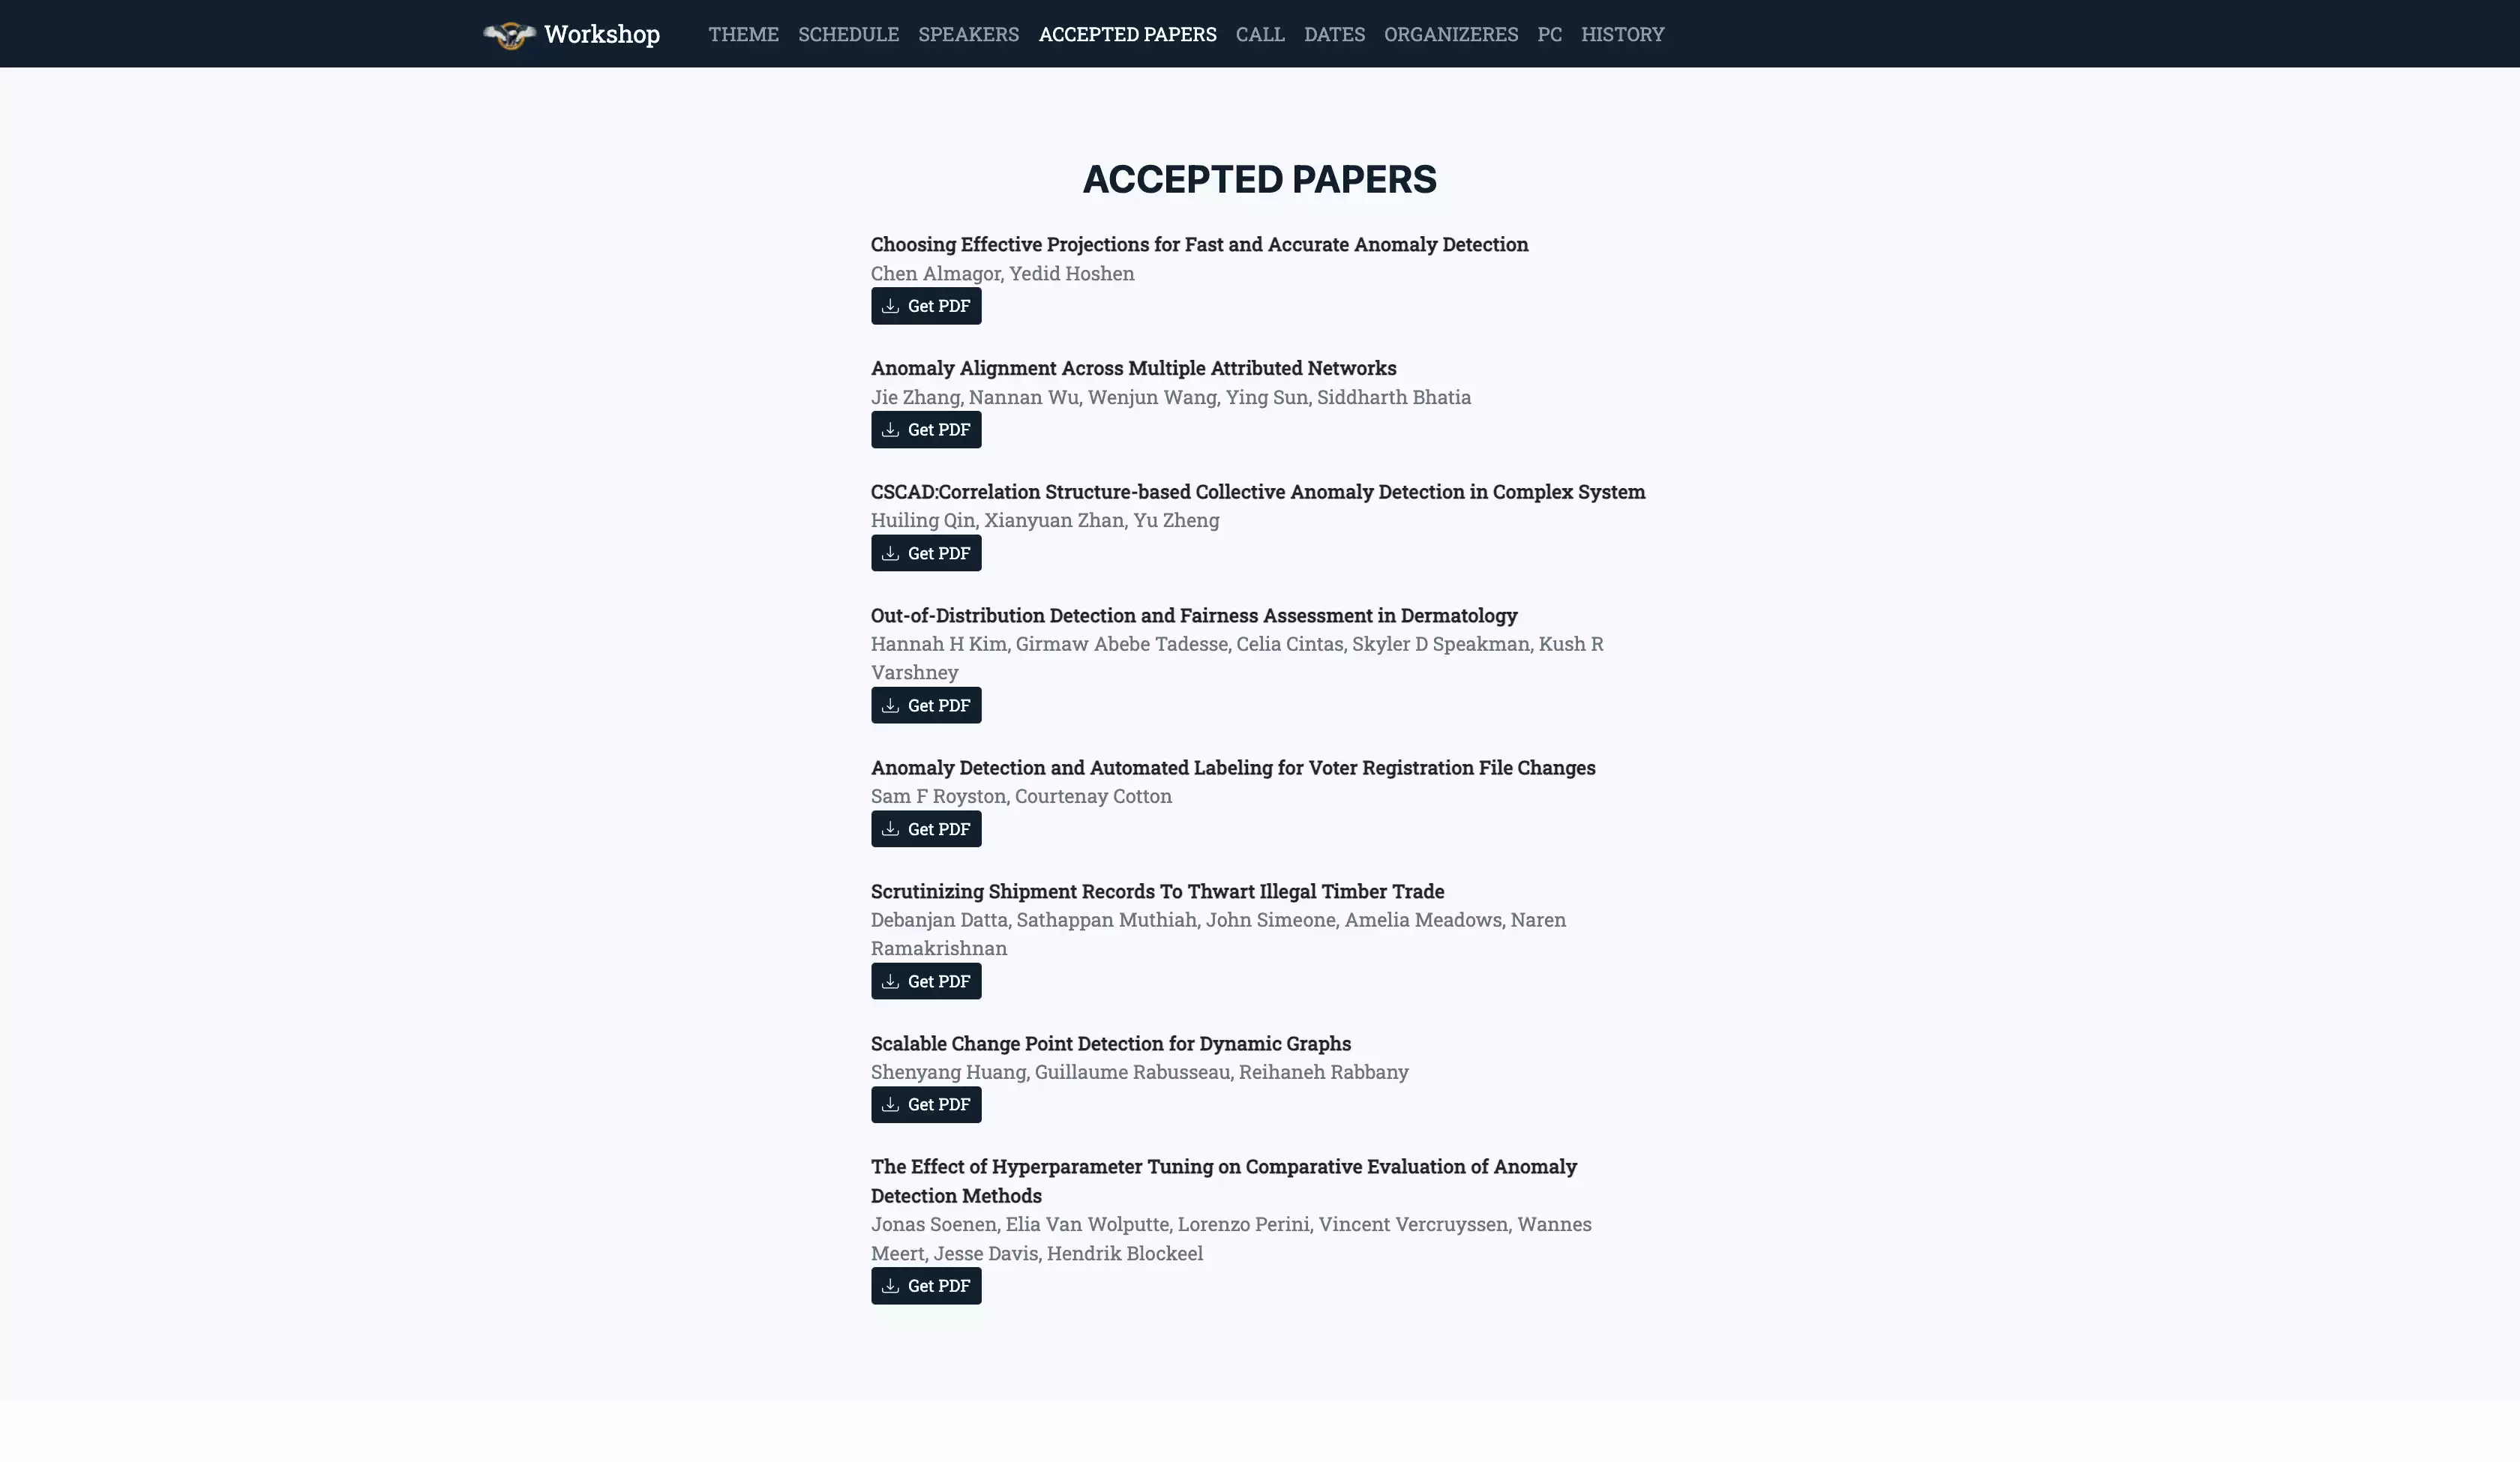 Workshop THEME SCHEDULE SPEAKERS ACCEPTED PAPERS CALL DATES ORGANIZERES PC HISTORY
ACCEPTED PAPERS
Choosing Effective Projections for Fast and Accurate Anomaly Detection
Chen Almagor, Yedid Hoshen
Get PDF
Anomaly Alignment Across Multiple Attributed Networks
Jie Zhang, Nannan Wu, Wenjun Wang, Ying Sun, Siddharth Bhatia
Get PDF
CSCAD:Correlation Structure-based Collective Anomaly Detection in Complex System
Huiling Qin, Xianyuan Zhan, Yu Zheng
Get PDF
Out-of-Distribution Detection and Fairness Assessment in Dermatology
Hannah H Kim, Girmaw Abebe Tadesse, Celia Cintas, Skyler D Speakman, Kush R
Varshney
Get PDF
Anomaly Detection and Automated Labeling for Voter Registration File Changes
Sam F Royston, Courtenay Cotton
Get PDF
Scrutinizing Shipment Records To Thwart Illegal Timber Trade
Debanjan Datta, Sathappan Muthiah, John Simeone, Amelia Meadows, Naren
Ramakrishnan
Get PDF
Scalable Change Point Detection for Dynamic Graphs
Shenyang Huang, Guillaume Rabusseau, Reihaneh Rabbany
Get PDF
The Effect of Hyperparameter Tuning on Comparative Evaluation of Anomaly
Detection Methods
Jonas Soenen, Elia Van Wolputte, Lorenzo Perini, Vincent Vercruyssen, Wannes
Meert, Jesse Davis, Hendrik Blockeel
Get PDF